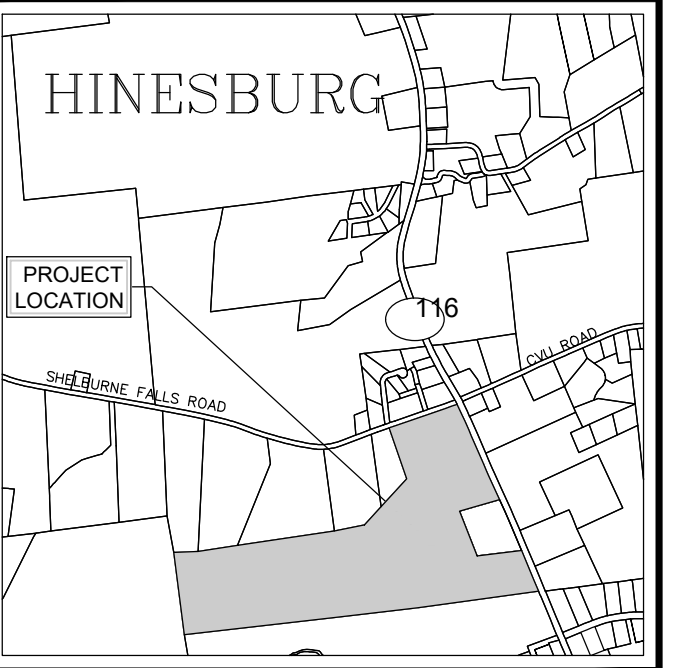 HINESBURG
PROJECT
LOCATION
116
CVU ROAD
SHELBURNE FALLS ROAD